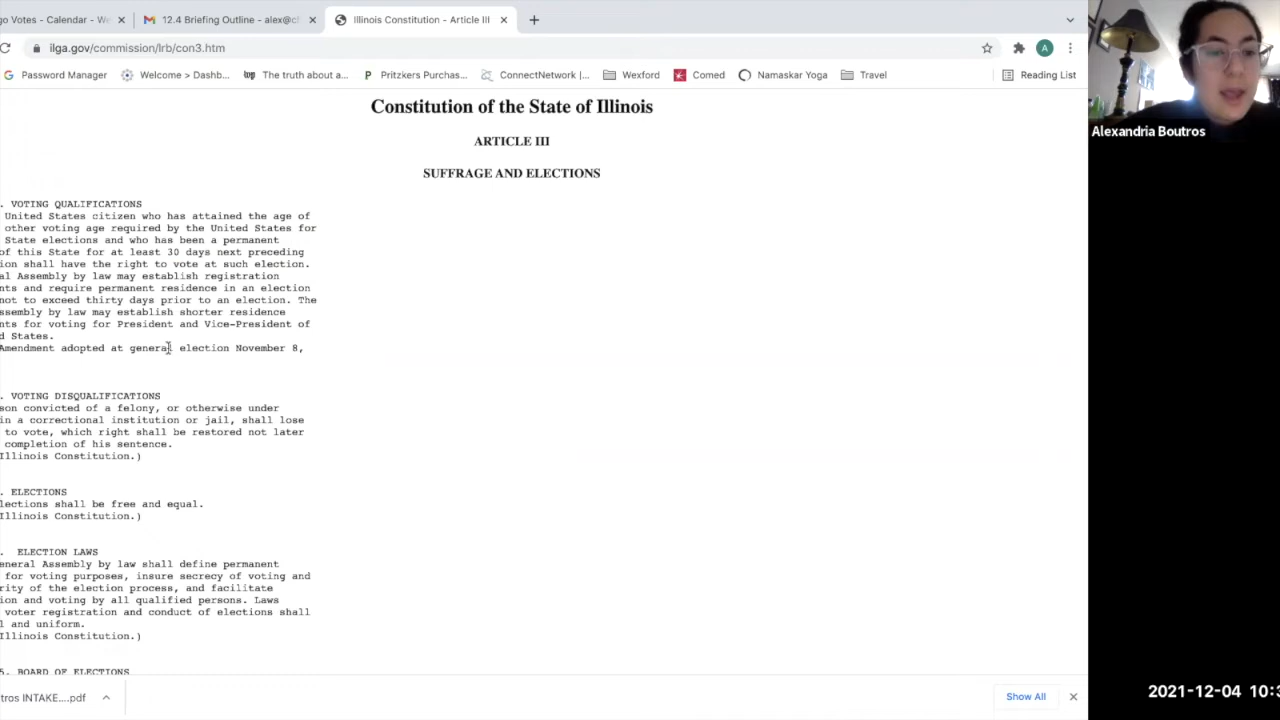 go Votes - Calendar - We
12.4 Briefing Outline - alex@cl
Illinois Constitution - Article III
ilga.gov/commission/lrb/con3.htm
A
Password Manager
Welcome > Dashb...
wp The truth about a...
P Pritzkers Purchas...
ConnectNetwork |...
Wexford
Comed
Namaskar Yoga
Travel
Reading List
Constitution of the State of Illinois
ARTICLE III
SUFFRAGE AND ELECTIONS
. VOTING QUALIFICATIONS
United States citizen who has attained the age of
other voting age required by the United States for
State elections and who has been a permanent
of this State for at least 30 days next preceding
ion shall have the right to vote at such election.
al Assembly by law may establish registration
nts and require permanent residence in an election
not to exceed thirty days prior to an election. The
ssembly by law may establish shorter residence
nts for voting for President and Vice-President of
d States.
Amendment adopted at general election November 8,
. VOTING DISQUALIFICATIONS
son convicted of a felony, or otherwise under
in a correctional institution or jail, shall lose
to vote, which right shall be restored not later
completion of his sentence.
Illinois Constitution.)
. ELECTIONS
lections shall be free and equal.
Illinois Constitution.)
. ELECTION LAWS
eneral Assembly by law shall define permanent
for voting purposes, insure secrecy of voting and
rity of the election process, and facilitate
ion and voting by all qualified persons. Laws
voter registration and conduct of elections shall
l and uniform.
Illinois Constitution.)
5. BOARD OF ELECTIONS
tros INTAKE....pdf
Show All
Alexandria Boutros
2021-12-04 10:3